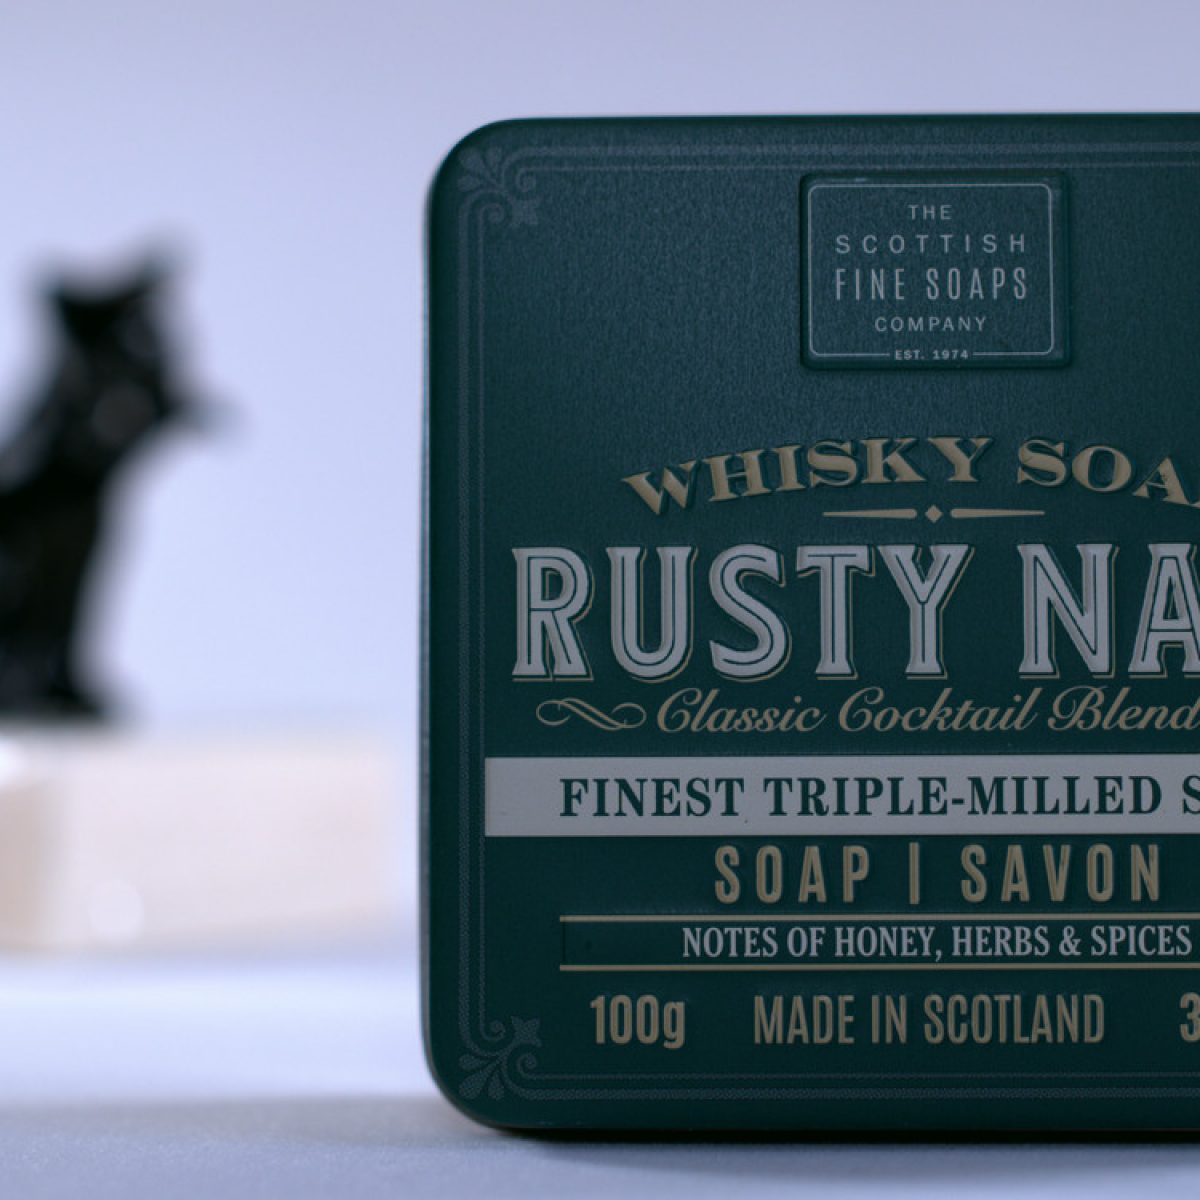 THE
SCOTTISH
FINE SOAPS
COMPANY
EST. 1974
WHISKY SOA
RUSTY NA
Classic Cocktail Blend
FINEST TRIPLE-MILLED S
SOAP | SAVON
NOTES OF HONEY, HERBS & SPICES
100g MADE IN SCOTLAND 3